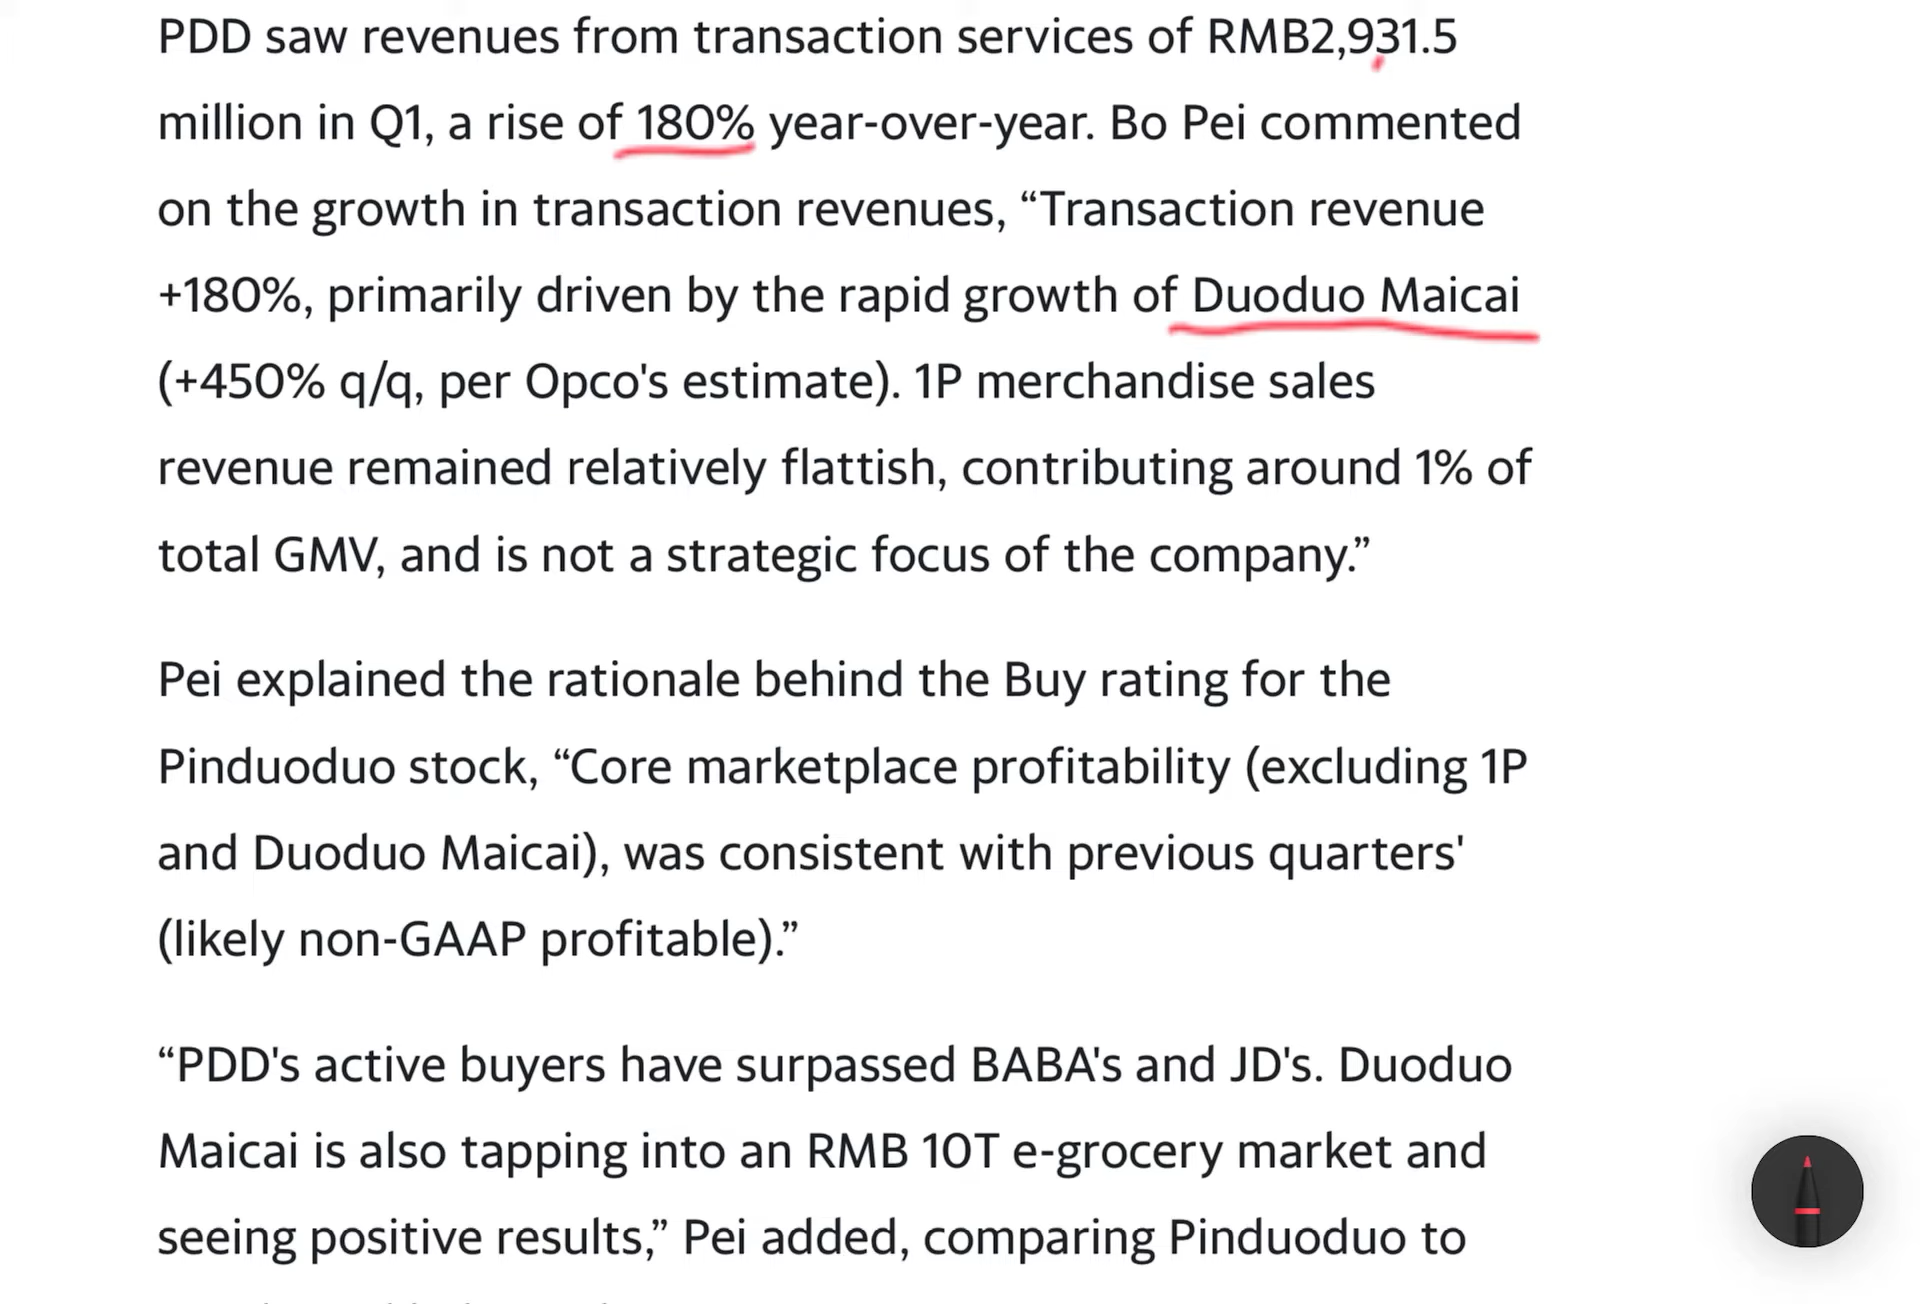 PDD saw revenues from transaction services of RMB2,931.5
million in Q1, a rise of 180% year-over-year. Bo Pei commented
on the growth in transaction revenues, “Transaction revenue
+180%, primarily driven by the rapid growth of Duoduo Maicai
(+450% q/q, per Opco's estimate). 1P merchandise sales
revenue remained relatively flattish, contributing around 1% of
total GMV, and is not a strategic focus of the company.”
Pei explained the rationale behind the Buy rating for the
Pinduoduo stock, “Core marketplace profitability (excluding 1P
and Duoduo Maicai), was consistent with previous quarters'
(likely non-GAAP profitable).”
“PDD's active buyers have surpassed BABA's and JD's. Duoduo
Maicai is also tapping into an RMB 10T e-grocery market and
seeing positive results,” Pei added, comparing Pinduoduo to